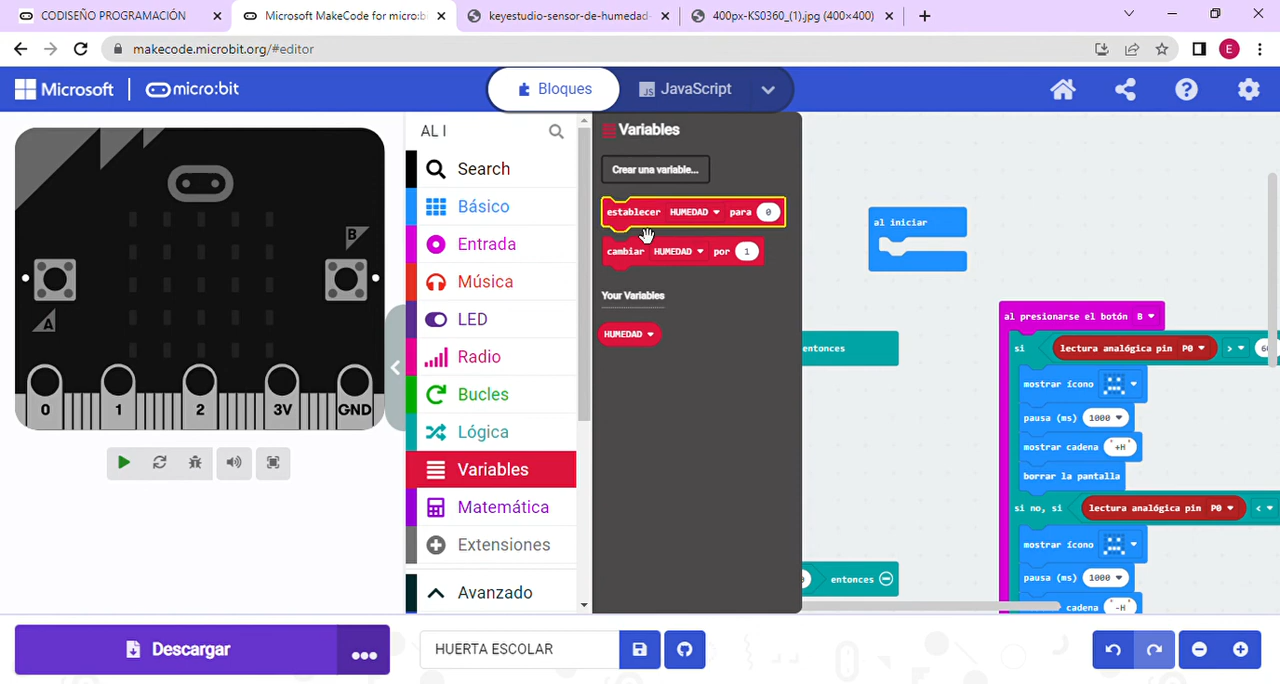 CODISEÑO PROGRAMACIÓN
Microsoft MakeCode for micro:bi
keyestudio-sensor-de-humedad-
400px-KS0360_(1).jpg (400×400)
makecode.microbit.org/#editor
E
Microsoft
micro:bit
Bloques
JS
JavaScript
B
A
0
1
2
3V
GND
AL I
Search
Básico
Entrada
Música
LED
Radio
Bucles
Lógica
Variables
Matemática
Extensiones
Avanzado
Variables
Crear una variable...
establecer HUMEDAD para 0
cambiar HUMEDAD por 1
Your Variables
HUMEDAD
entonces
entonces
al iniciar
al presionarse el botón B
si lectura analógica pin P0 >
mostrar ícono
pausa (ms) 1000
mostrar cadena "+H"
borrar la pantalla
si no, si lectura analógica pin P0 <
mostrar ícono
pausa (ms) 1000
cadena "-H"
Descargar
HUERTA ESCOLAR